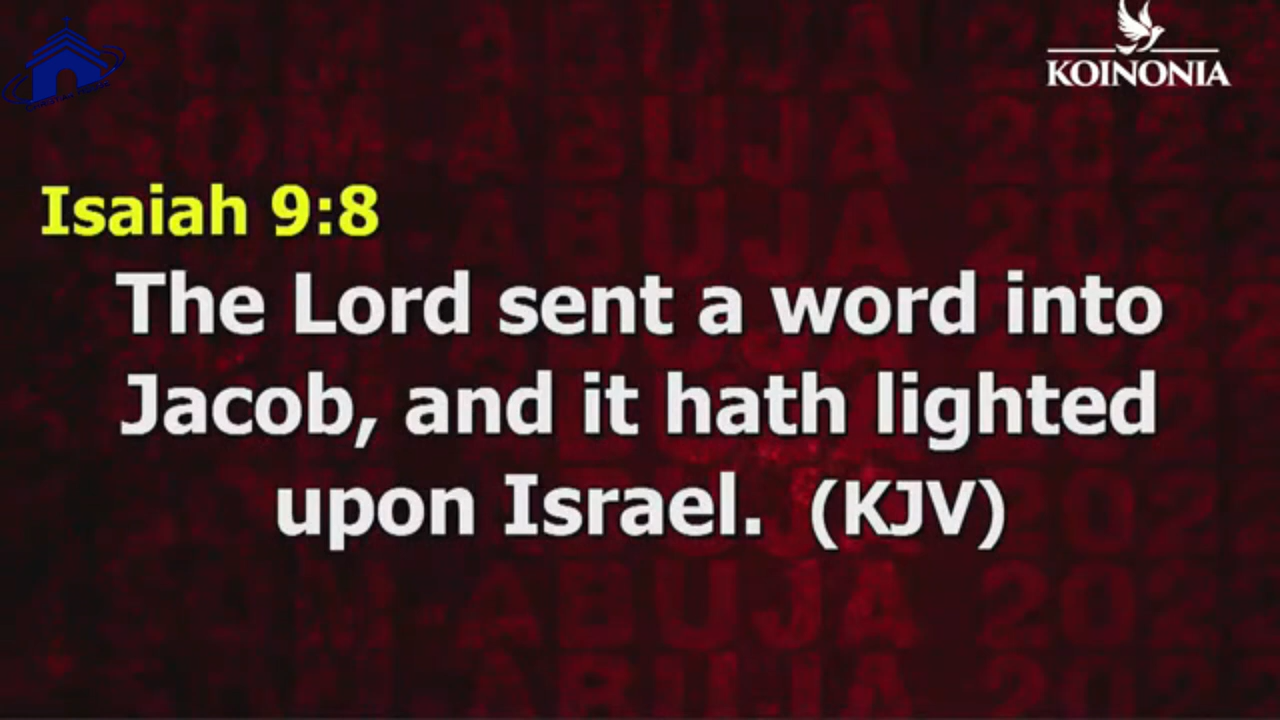 KOINONIA
Isaiah 9:8
The Lord sent a word into
Jacob, and it hath lighted
upon Israel. (KJV)